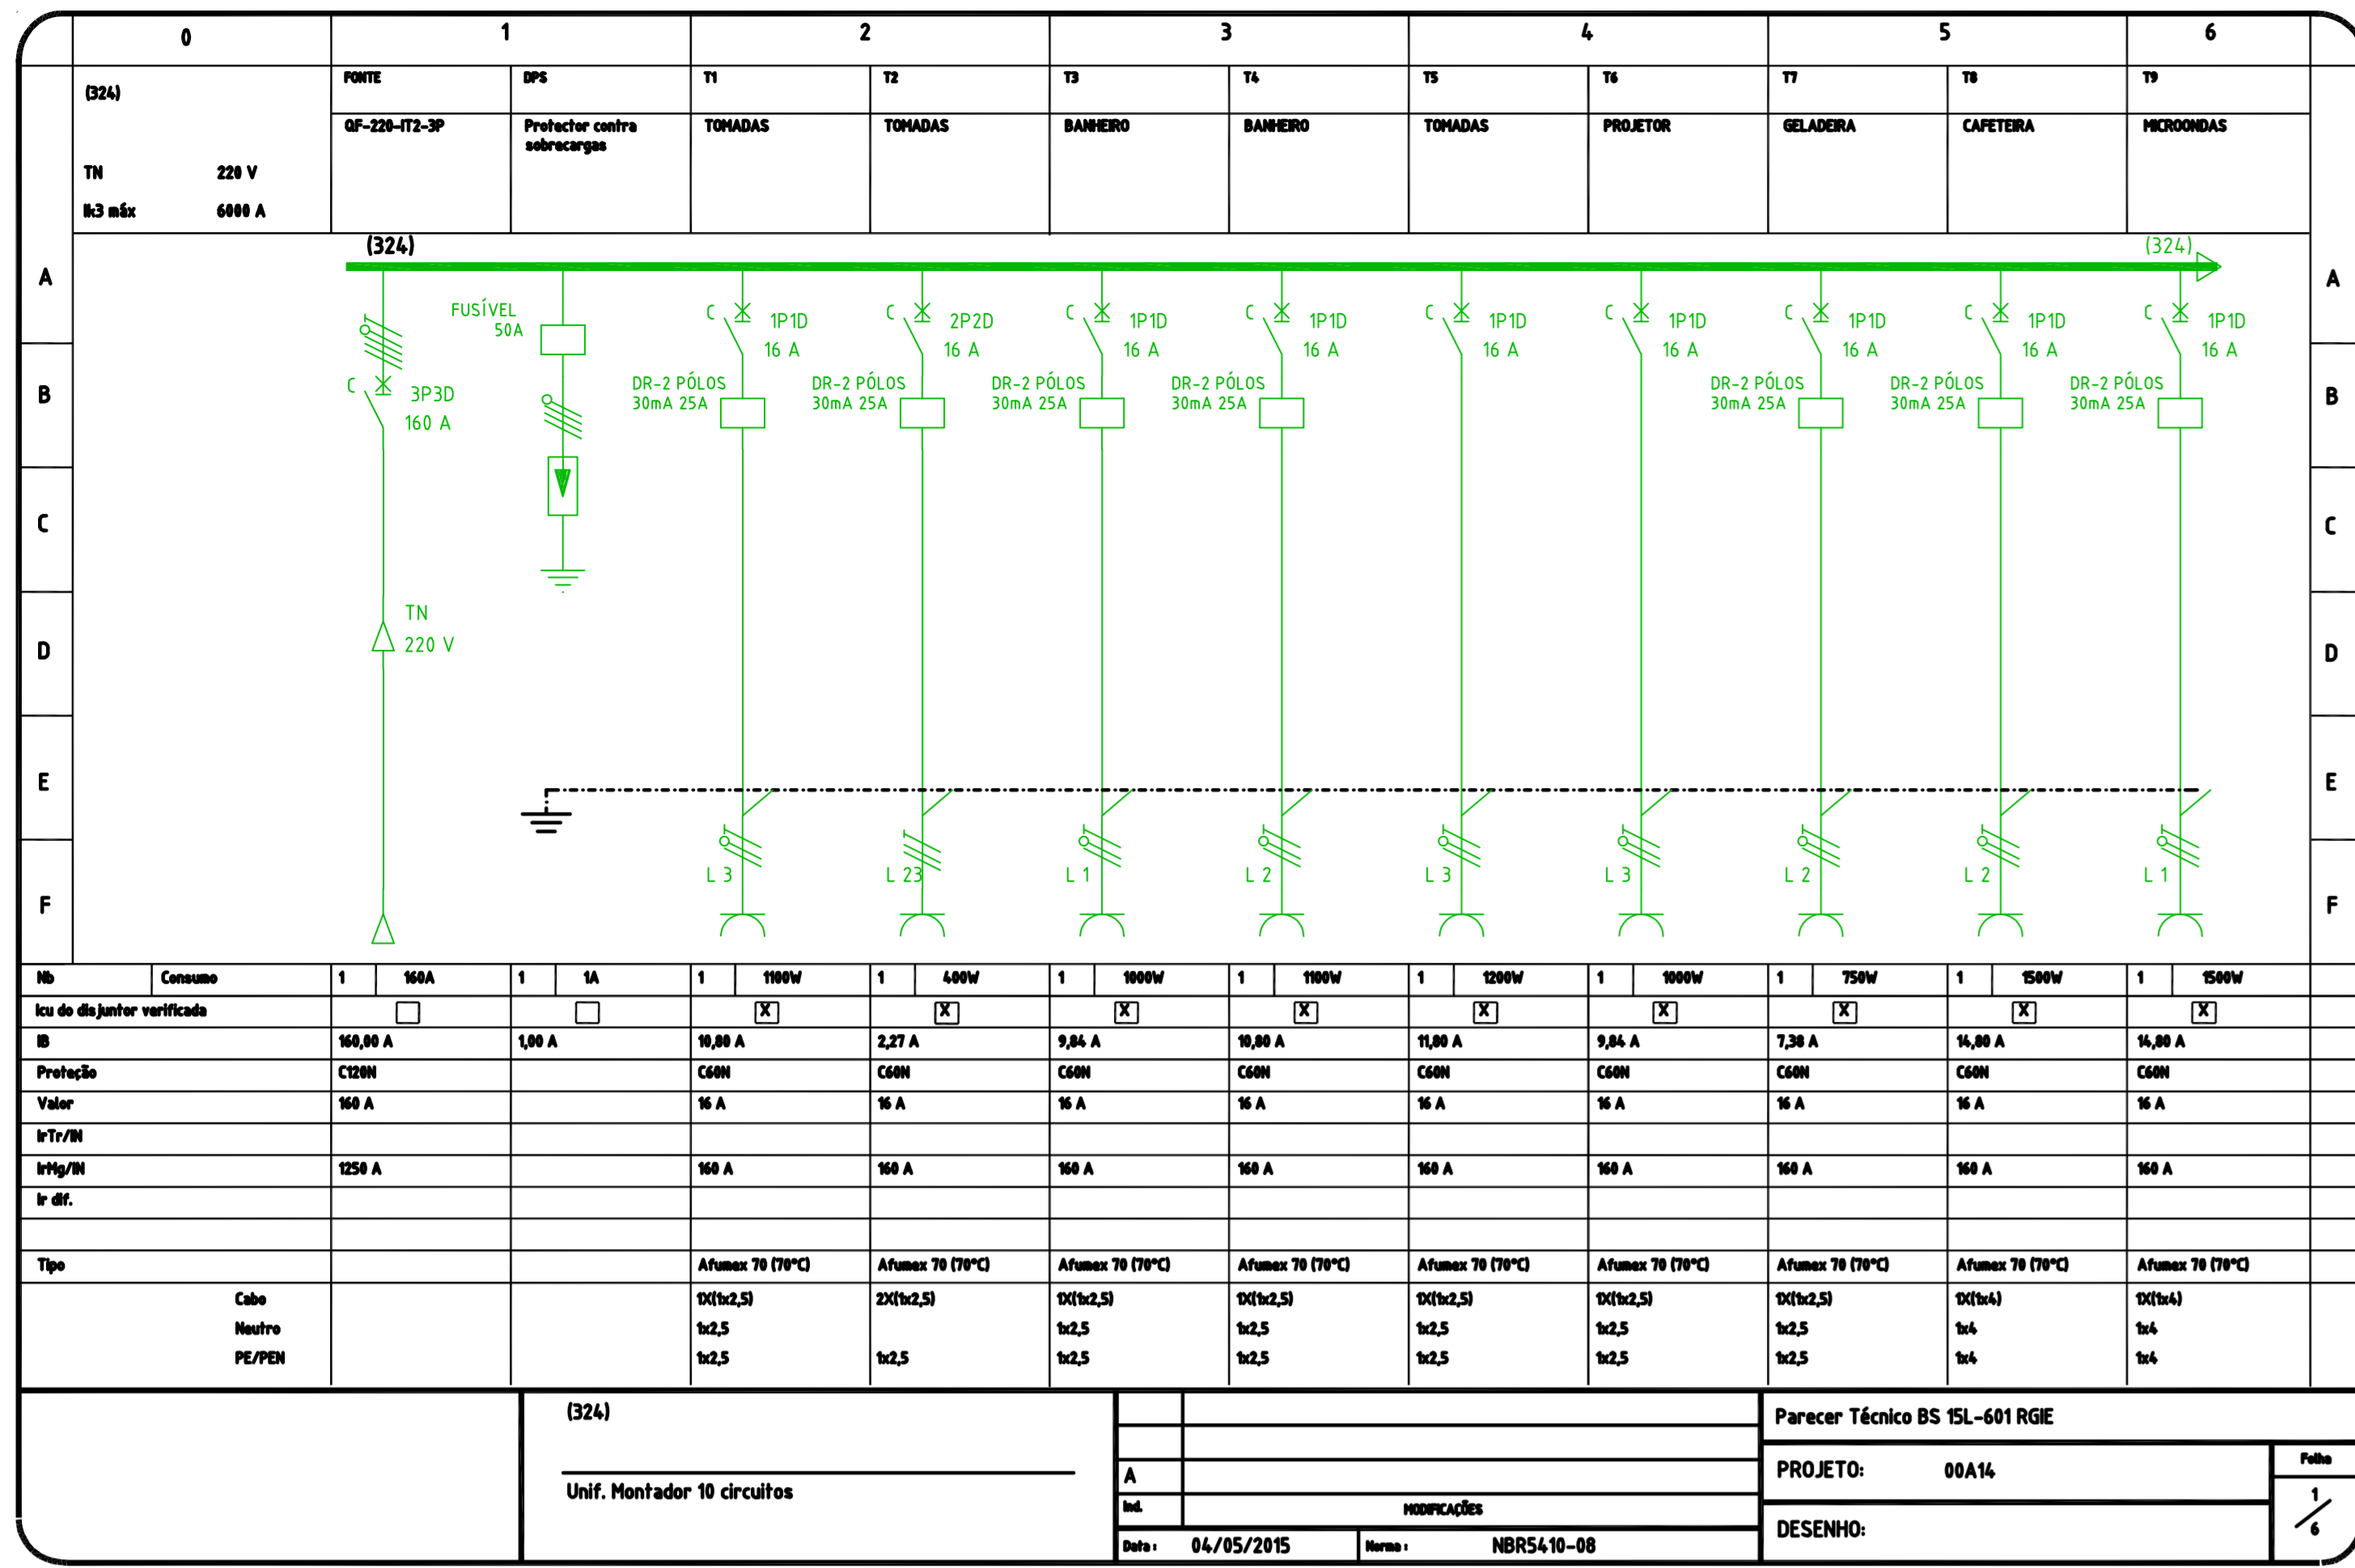 0 1 2 3 4 5 6
(324) FONTE DPS T1 T2 T3 T4 T5 T6 T7 T8 T9
QF-220-IT2-3P Protector contra TOMADAS TOMADAS BANHEIRO BANHEIRO TOMADAS PROJETOR GELADEIRA CAFETEIRA MICROONDAS
sobrecargas
TN 220 V
Ik3 máx 6000 A
(324) (324)
A A
FUSÍVEL C C C C C C C C C
50A 1P1D 2P2D 1P1D 1P1D 1P1D 1P1D 1P1D 1P1D 1P1D
16 A 16 A 16 A 16 A 16 A 16 A 16 A 16 A 16 A
B C 3P3D DR-2 PÓLOS DR-2 PÓLOS DR-2 PÓLOS DR-2 PÓLOS DR-2 PÓLOS DR-2 PÓLOS DR-2 PÓLOS B
160 A 30mA 25A 30mA 25A 30mA 25A 30mA 25A 30mA 25A 30mA 25A 30mA 25A
C C
TN
D 220 V D
E E
L 3 L 23 L 1 L 2 L 3 L 3 L 2 L 2 L 1
F F
Nb Consumo 1 160A 1 1A 1 1100W 1 400W 1 1000W 1 1100W 1 1200W 1 1000W 1 750W 1 1500W 1 1500W
Icu do disjuntor verificada X X X X X X X X X
IB 160,00 A 1,00 A 10,80 A 2,27 A 9,84 A 10,80 A 11,80 A 9,84 A 7,38 A 14,80 A 14,80 A
Proteção C120N C60N C60N C60N C60N C60N C60N C60N C60N C60N
Valor 160 A 16 A 16 A 16 A 16 A 16 A 16 A 16 A 16 A 16 A
IrTr/IN
IrMg/IN 1250 A 160 A 160 A 160 A 160 A 160 A 160 A 160 A 160 A 160 A
Ir dif.
Tipo Afumex 70 (70°C) Afumex 70 (70°C) Afumex 70 (70°C) Afumex 70 (70°C) Afumex 70 (70°C) Afumex 70 (70°C) Afumex 70 (70°C) Afumex 70 (70°C) Afumex 70 (70°C)
Cabo 1X(1x2,5) 2X(1x2,5) 1X(1x2,5) 1X(1x2,5) 1X(1x2,5) 1X(1x2,5) 1X(1x2,5) 1X(1x4) 1X(1x4)
Neutro 1x2,5 1x2,5 1x2,5 1x2,5 1x2,5 1x2,5 1x4 1x4
PE/PEN 1x2,5 1x2,5 1x2,5 1x2,5 1x2,5 1x2,5 1x2,5 1x4 1x4
(324)
Unif. Montador 10 circuitos
A
Ind. MODIFICAÇÕES
Data : 04/05/2015 Norma : NBR5410-08
Parecer Técnico BS 15L-601 RGIE
PROJETO: 00A14
DESENHO:
Folha
1/6